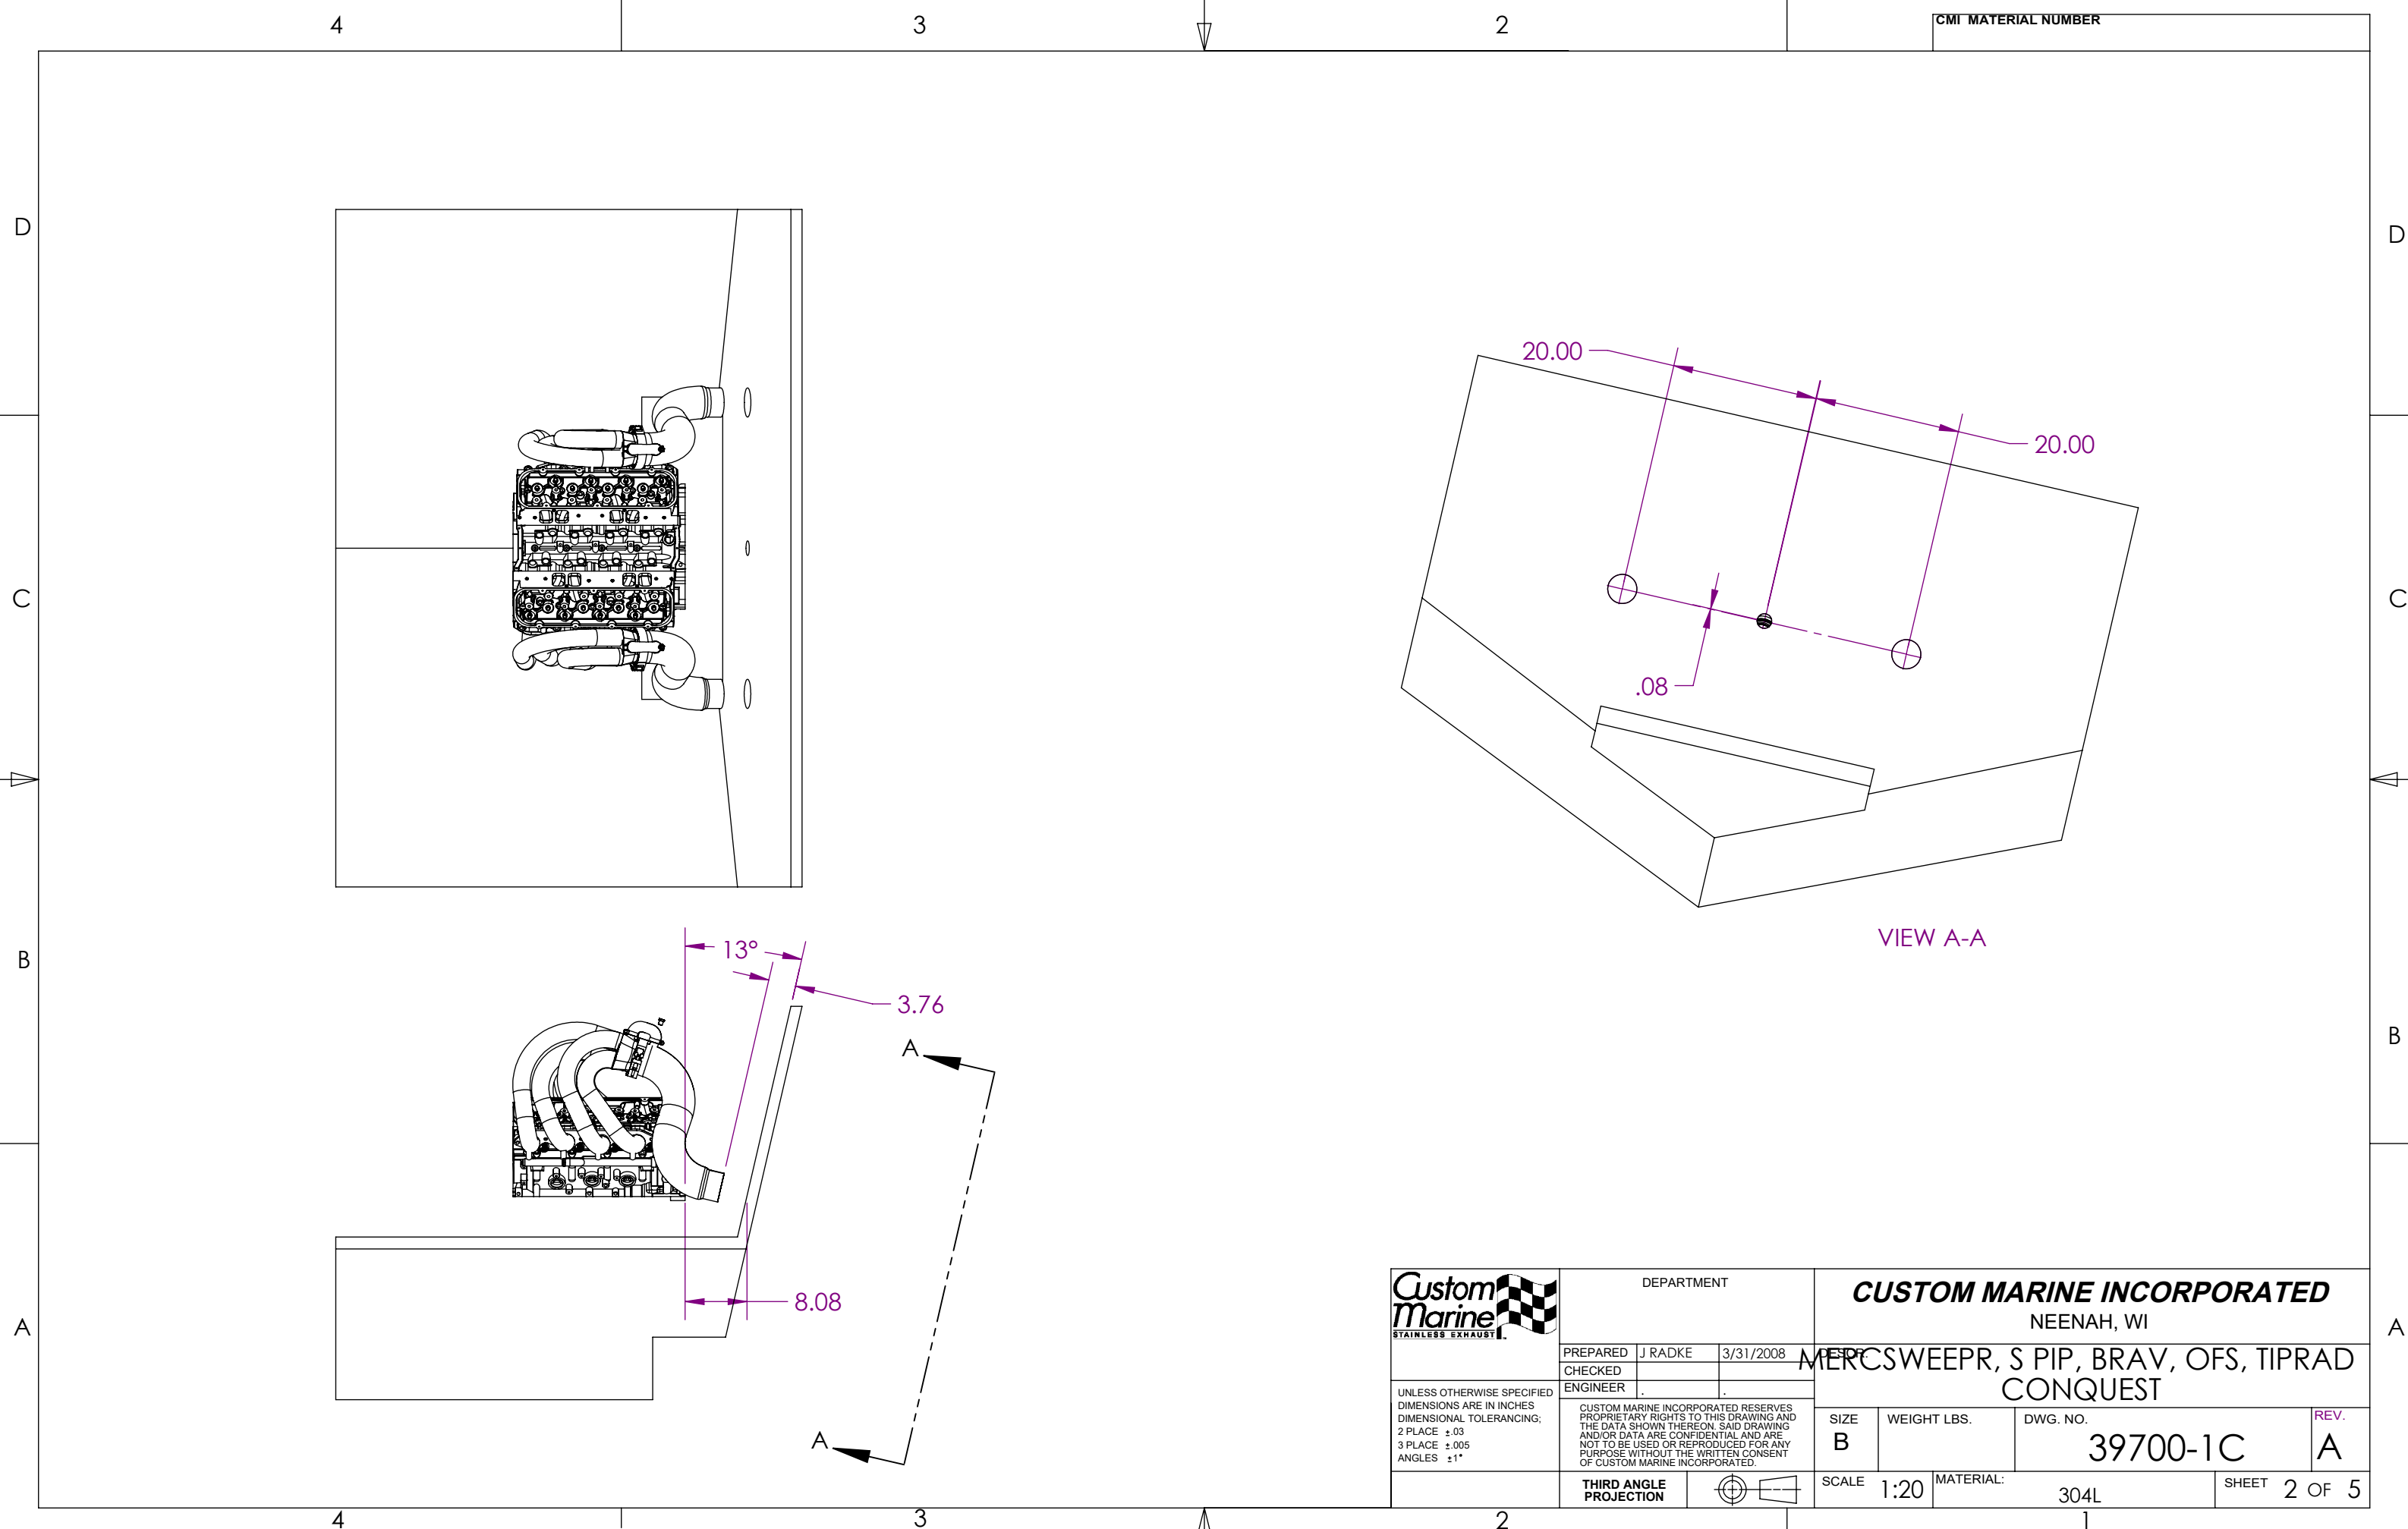 4
3
2
CMI MATERIAL NUMBER
D
D
20.00
20.00
C
C
.08
VIEW A-A
B
13°
3.76
A
B
8.08
A
A
A
Custom
Marine
STAINLESS EXHAUST
DEPARTMENT
CUSTOM MARINE INCORPORATED
NEENAH, WI
PREPARED J RADKE 3/31/2008
CHECKED
ENGINEER . .
DESCR.
MERCSWEEPR, S PIP, BRAV, OFS, TIPRAD
CONQUEST
UNLESS OTHERWISE SPECIFIED
DIMENSIONS ARE IN INCHES
DIMENSIONAL TOLERANCING;
2 PLACE ±.03
3 PLACE ±.005
ANGLES ±1°
CUSTOM MARINE INCORPORATED RESERVES
PROPRIETARY RIGHTS TO THIS DRAWING AND
THE DATA SHOWN THEREON. SAID DRAWING
AND/OR DATA ARE CONFIDENTIAL AND ARE
NOT TO BE USED OR REPRODUCED FOR ANY
PURPOSE WITHOUT THE WRITTEN CONSENT
OF CUSTOM MARINE INCORPORATED.
SIZE
B
WEIGHT LBS.
DWG. NO.
39700-1C
REV.
A
THIRD ANGLE
PROJECTION
SCALE 1:20
MATERIAL:
304L
SHEET 2 OF 5
4
3
2
1